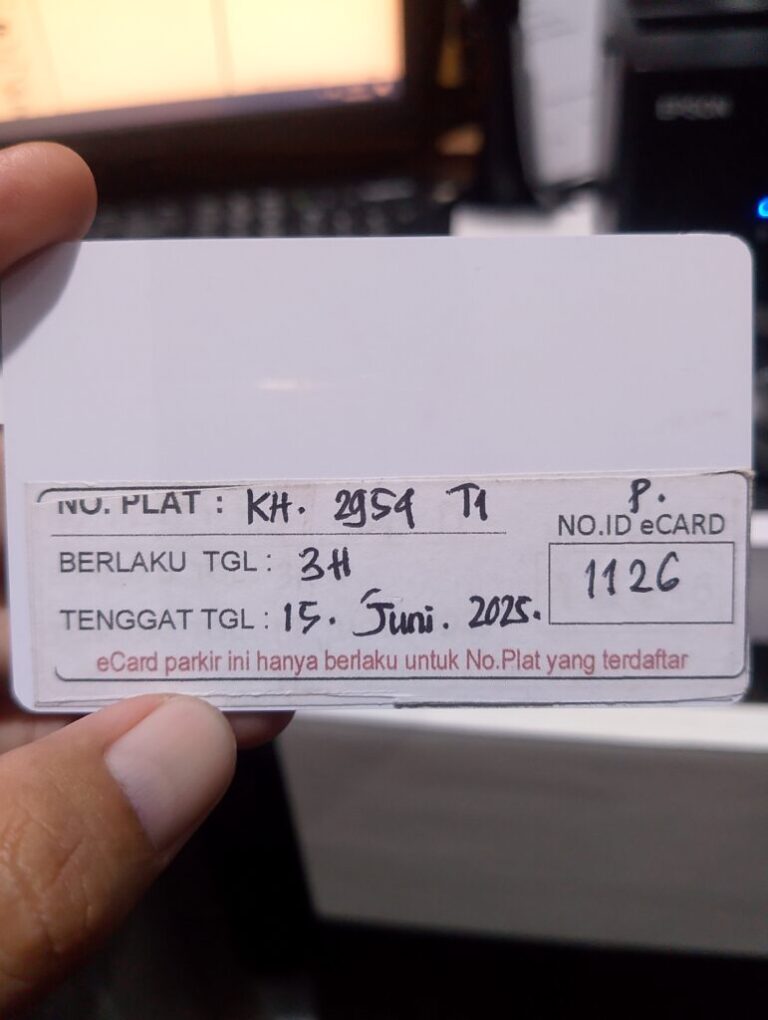 EPSON
NO. PLAT : KH. 2954 T1
P.
NO.ID eCARD
BERLAKU TGL : 3H
1126
TENGGAT TGL : 15. Juni. 2025.
eCard parkir ini hanya berlaku untuk No.Plat yang terdaftar